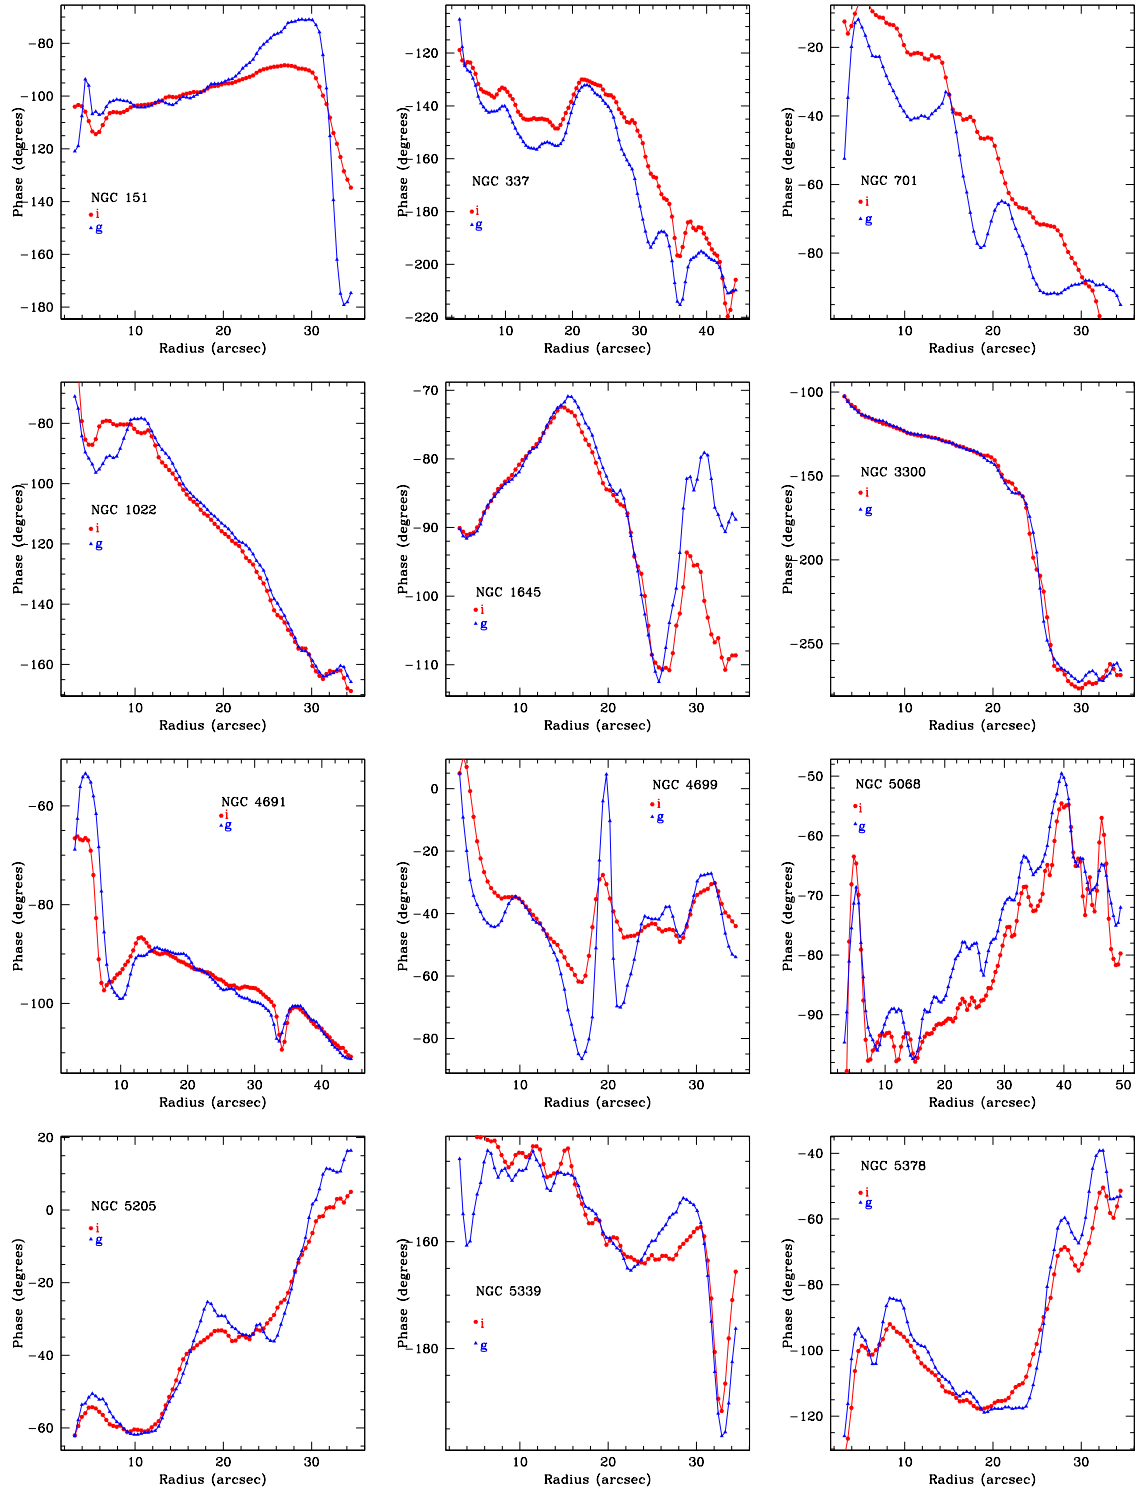 -80
-100
-120
-140
-160
-180
10
20
30
Phase (degrees)
Radius (arcsec)
NGC 151
i
g
-120
-140
-160
-180
-200
-220
10
20
30
40
Phase (degrees)
Radius (arcsec)
NGC 337
i
g
-20
-40
-60
-80
10
20
30
Phase (degrees)
Radius (arcsec)
NGC 701
i
g
-80
-100
-120
-140
-160
10
20
30
Phase (degrees)
Radius (arcsec)
NGC 1022
i
g
-70
-80
-90
-100
-110
10
20
30
Phase (degrees)
Radius (arcsec)
NGC 1645
i
g
-100
-150
-200
-250
10
20
30
Phase (degrees)
Radius (arcsec)
NGC 3300
i
g
-60
-80
-100
10
20
30
40
Phase (degrees)
Radius (arcsec)
NGC 4691
i
g
0
-20
-40
-60
-80
10
20
30
Phase (degrees)
Radius (arcsec)
NGC 4699
i
g
-50
-60
-70
-80
-90
10
20
30
40
50
Phase (degrees)
Radius (arcsec)
NGC 5068
i
g
20
0
-20
-40
-60
10
20
30
Phase (degrees)
Radius (arcsec)
NGC 5205
i
g
-160
-180
10
20
30
Phase (degrees)
Radius (arcsec)
NGC 5339
i
g
-40
-60
-80
-100
-120
10
20
30
Phase (degrees)
Radius (arcsec)
NGC 5378
i
g